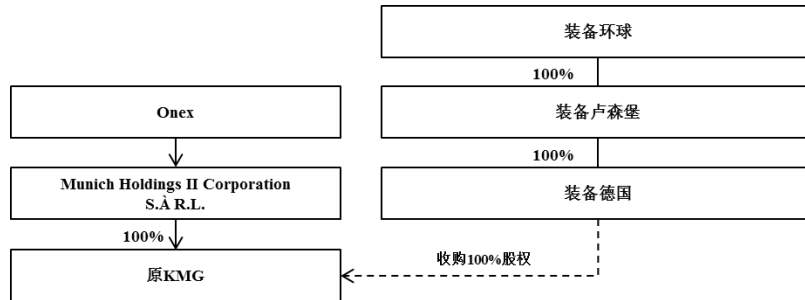 装备环球
100%
Onex
装备卢森堡
100%
Munich Holdings II Corporation
S.À R.L.
装备德国
100%
收购100%股权
原KMG